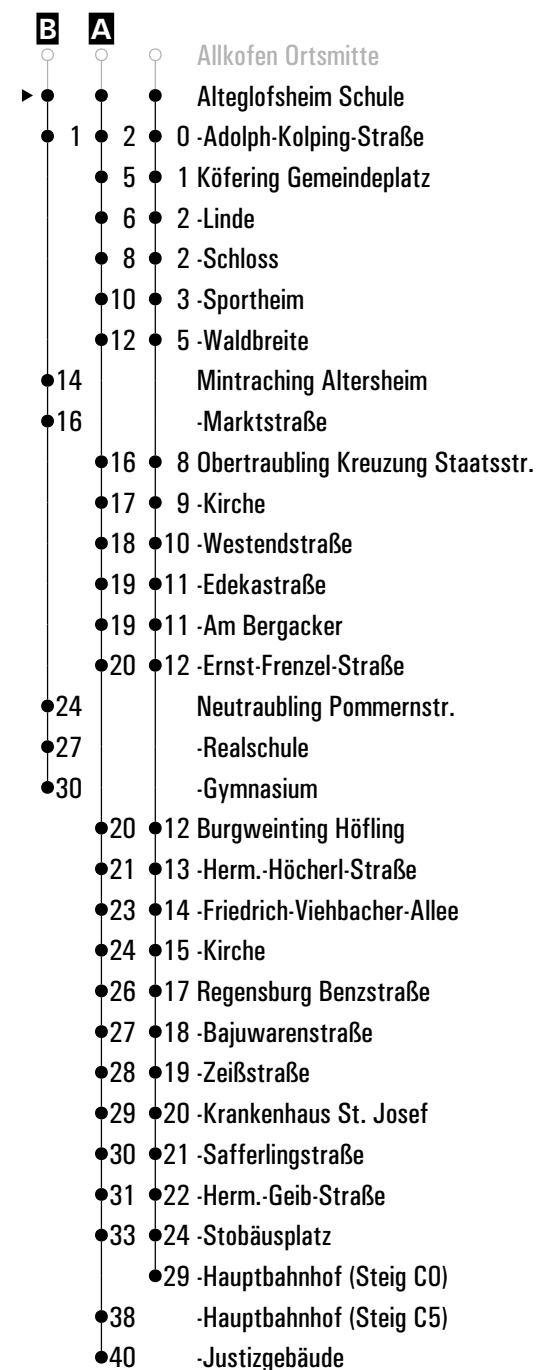 B A
Allkofen Ortsmitte
Alteglofsheim Schule
1 2 0 -Adolph-Kolping-Straße
5 1 Köfering Gemeindeplatz
6 2 -Linde
8 2 -Schloss
10 3 -Sportheim
12 5 -Waldbreite
14 Mintraching Altersheim
16 -Marktstraße
16 8 Obertraubling Kreuzung Staatsstr.
17 9 -Kirche
18 10 -Westendstraße
19 11 -Edekastraße
19 11 -Am Bergacker
20 12 -Ernst-Frenzel-Straße
24 Neutraubling Pommernstr.
27 -Realschule
30 -Gymnasium
20 12 Burgweinting Höfling
21 13 -Herm.-Höcherl-Straße
23 14 -Friedrich-Viehbacher-Allee
24 15 -Kirche
26 17 Regensburg Benzstraße
27 18 -Bajuwarenstraße
28 19 -Zeißstraße
29 20 -Krankenhaus St. Josef
30 21 -Safferlingstraße
31 22 -Herm.-Geib-Straße
33 24 -Stobäusplatz
29 -Hauptbahnhof (Steig C0)
38 -Hauptbahnhof (Steig C5)
40 -Justizgebäude